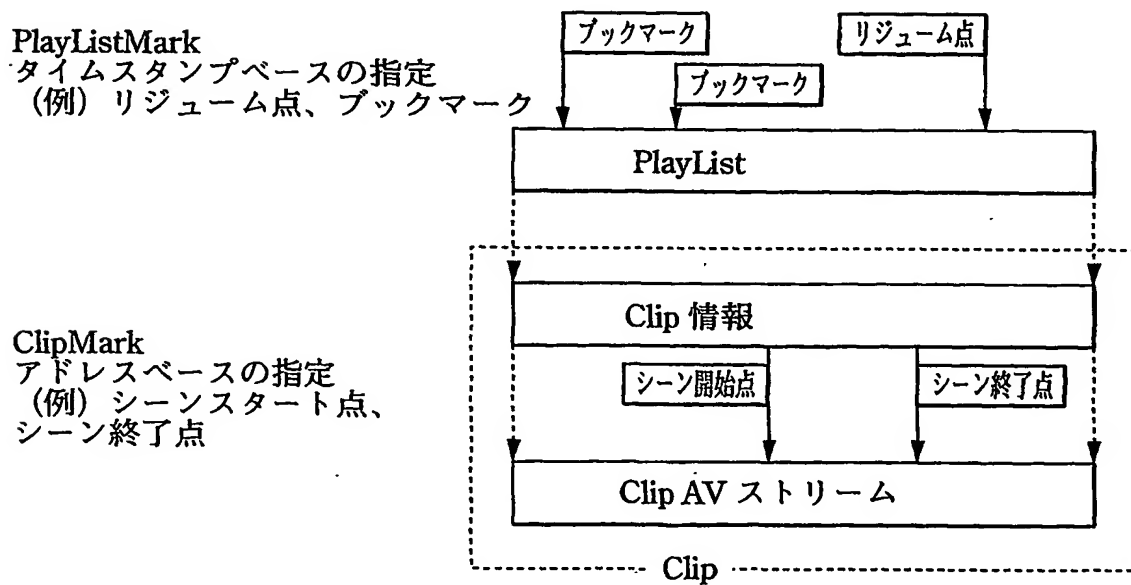 PlayListMark
タイムスタンプベースの指定
(例) リジューム点、ブックマーク
ブックマーク
ブックマーク
リジューム点
PlayList
Clip 情報
ClipMark
アドレスベースの指定
(例) シーンスタート点、
シーン終了点
シーン開始点
シーン終了点
Clip AV ストリーム
Clip